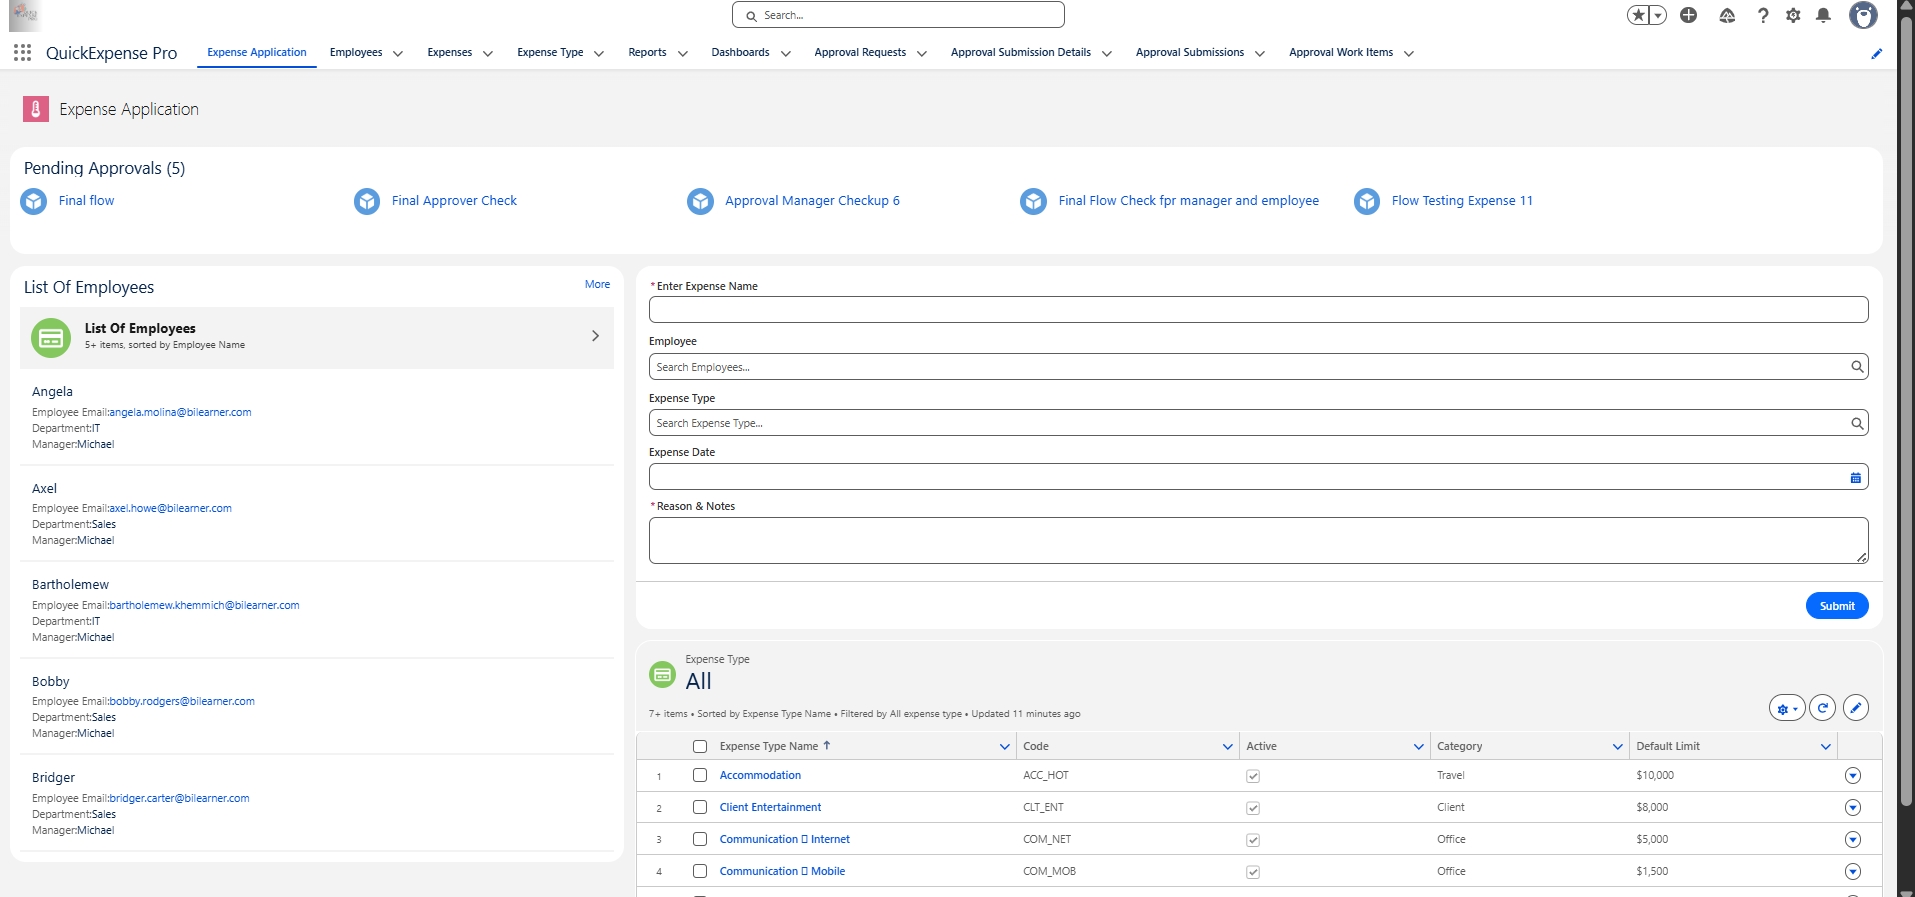 Search...
QuickExpense Pro
Expense Application
Employees
Expenses
Expense Type
Reports
Dashboards
Approval Requests
Approval Submission Details
Approval Submissions
Approval Work Items
Expense Application
Pending Approvals (5)
Final flow
Final Approver Check
Approval Manager Checkup 6
Final Flow Check fpr manager and employee
Flow Testing Expense 11
List Of Employees
More
List Of Employees
5+ items, sorted by Employee Name
Angela
Employee Email:angela.molina@bilearner.com
Department:IT
Manager:Michael
Axel
Employee Email:axel.howe@bilearner.com
Department:Sales
Manager:Michael
Bartholemew
Employee Email:bartholemew.khemmich@bilearner.com
Department:IT
Manager:Michael
Bobby
Employee Email:bobby.rodgers@bilearner.com
Department:Sales
Manager:Michael
Bridger
Employee Email:bridger.carter@bilearner.com
Department:Sales
Manager:Michael
*Enter Expense Name
Employee
Search Employees...
Expense Type
Search Expense Type...
Expense Date
*Reason & Notes
Submit
Expense Type
All
7+ items • Sorted by Expense Type Name • Filtered by All expense type • Updated 11 minutes ago
Expense Type Name ↑ Code Active Category Default Limit
1 Accommodation ACC_HOT Travel $10,000
2 Client Entertainment CLT_ENT Client $8,000
3 Communication ▯ Internet COM_NET Office $5,000
4 Communication ▯ Mobile COM_MOB Office $1,500